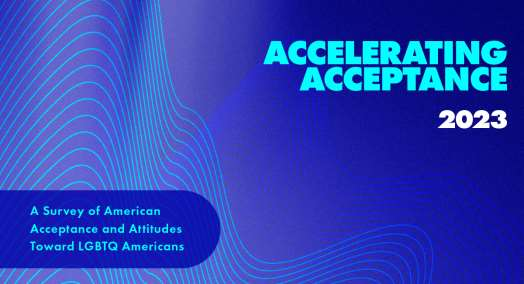 ACCELERATING
ACCEPTANCE
2023
A Survey of American
Acceptance and Attitudes
Toward LGBTQ Americans